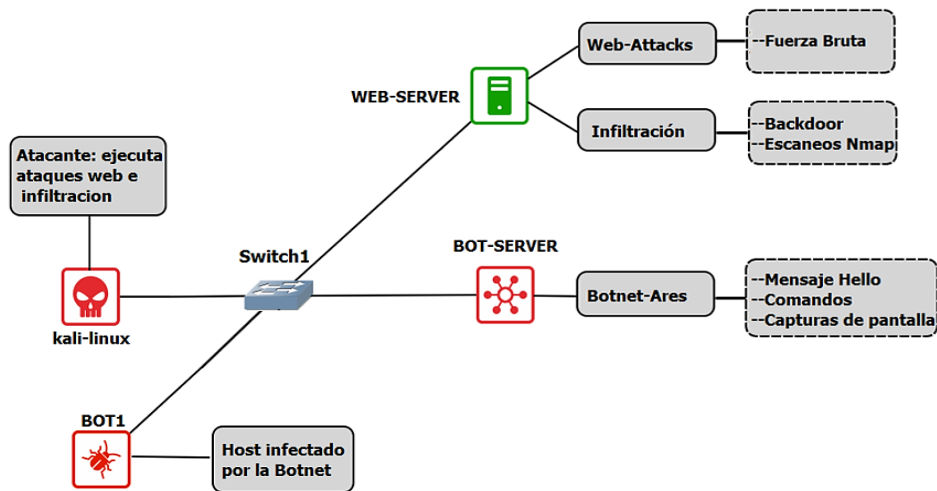 Web-Attacks
--Fuerza Bruta
WEB-SERVER
Infiltración
--Backdoor
--Escaneos Nmap
Atacante: ejecuta
ataques web e
infiltracion
Switch1
BOT-SERVER
Botnet-Ares
--Mensaje Hello
--Comandos
--Capturas de pantalla
kali-linux
BOT1
Host infectado
por la Botnet